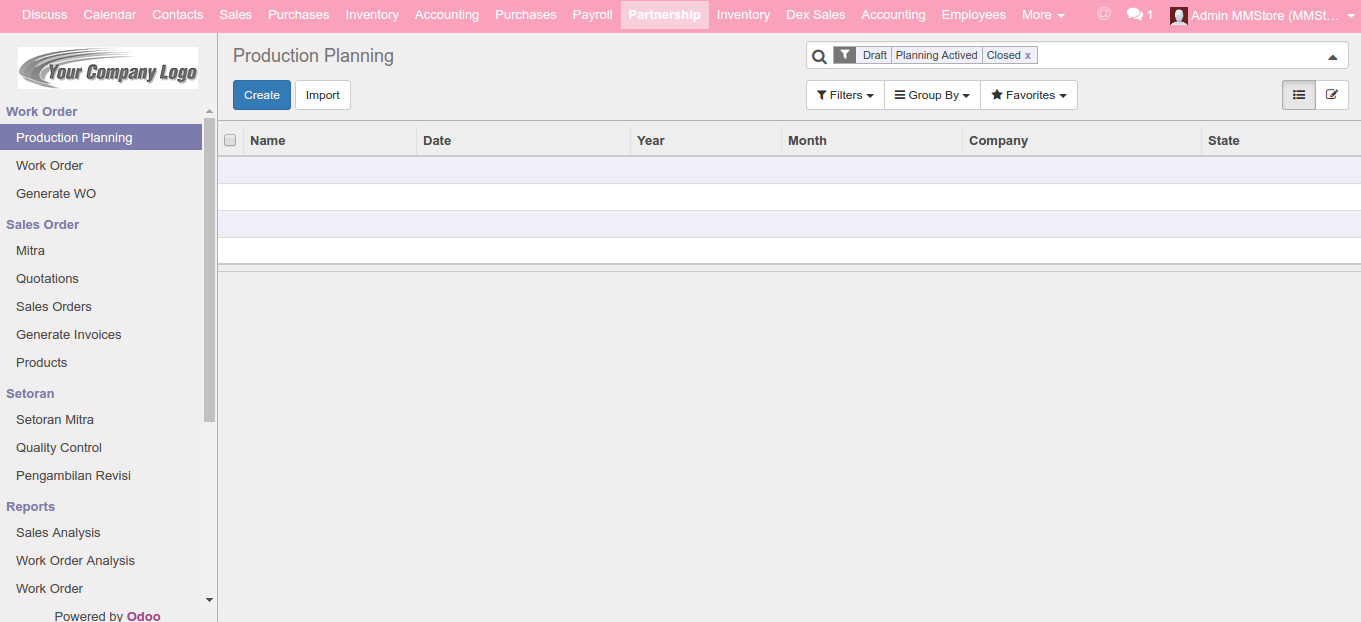 Discuss Calendar Contacts Sales Purchases Inventory Accounting Purchases Payroll Partnership Inventory Dex Sales Accounting Employees More @ 1 Admin MMStore (MMSt...
Your Company Logo
Work Order
Production Planning
Work Order
Generate WO
Sales Order
Mitra
Quotations
Sales Orders
Generate Invoices
Products
Setoran
Setoran Mitra
Quality Control
Pengambilan Revisi
Reports
Sales Analysis
Work Order Analysis
Work Order
Powered by Odoo
Production Planning
Draft Planning Actived Closed x
Create Import
Filters Group By Favorites
Name Date Year Month Company State